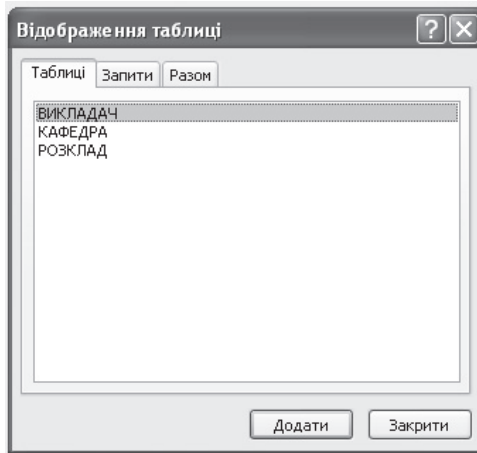 Відображення таблиці
Таблиці Запити Разом
ВИКЛАДАЧ
КАФЕДРА
РОЗКЛАД
Додати Закрити